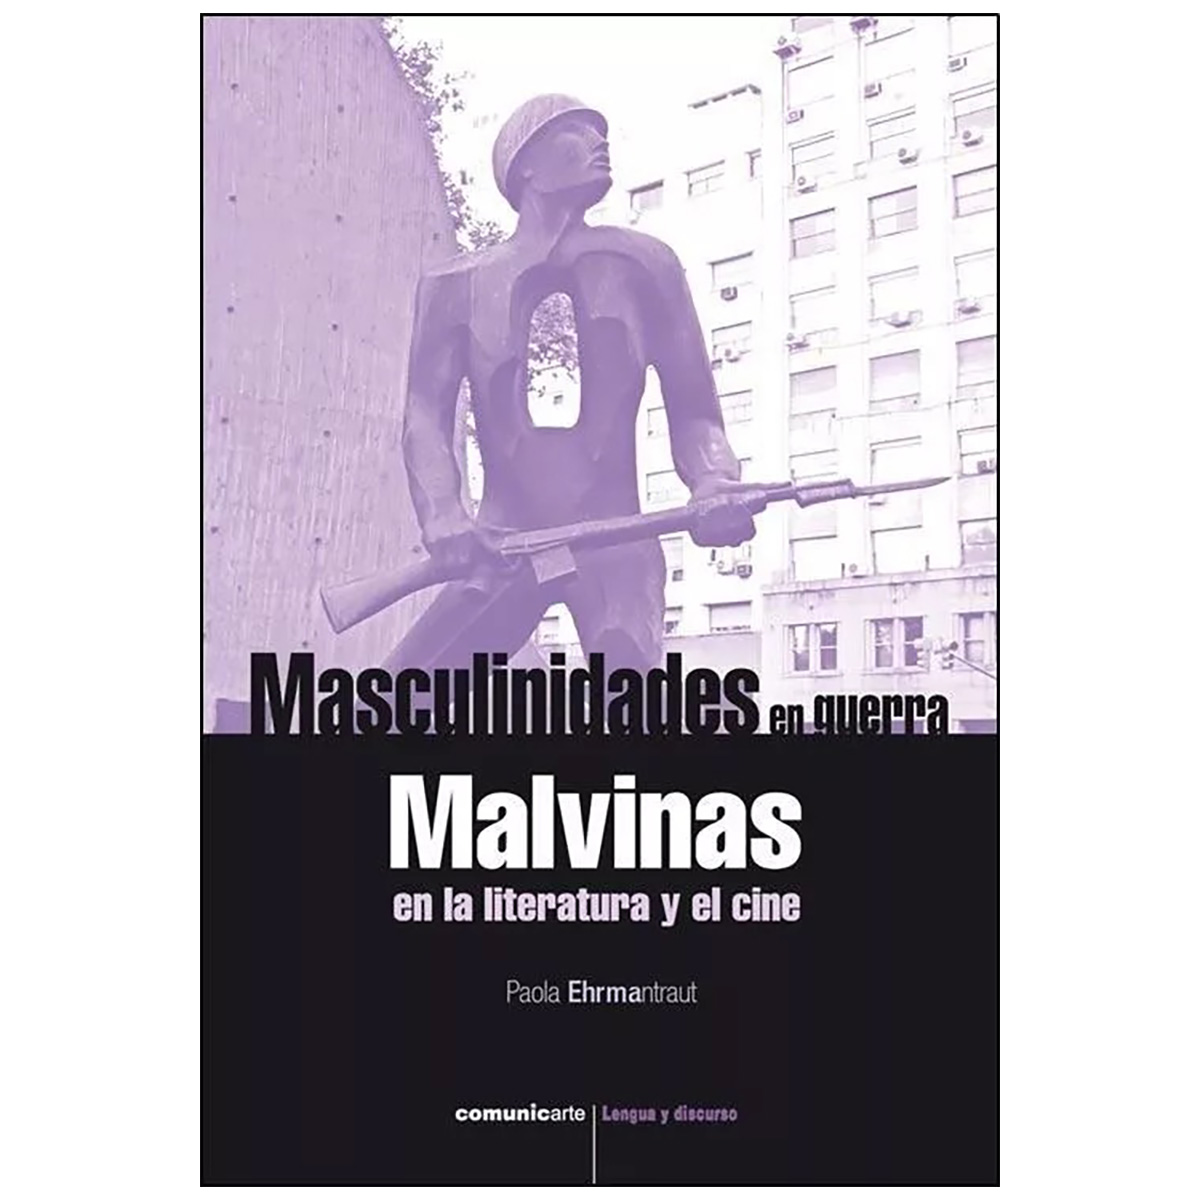 Masculinidades en guerra
Malvinas
en la literatura y el cine
Paola Ehrmantraut
comunicarte | Lengua y discurso